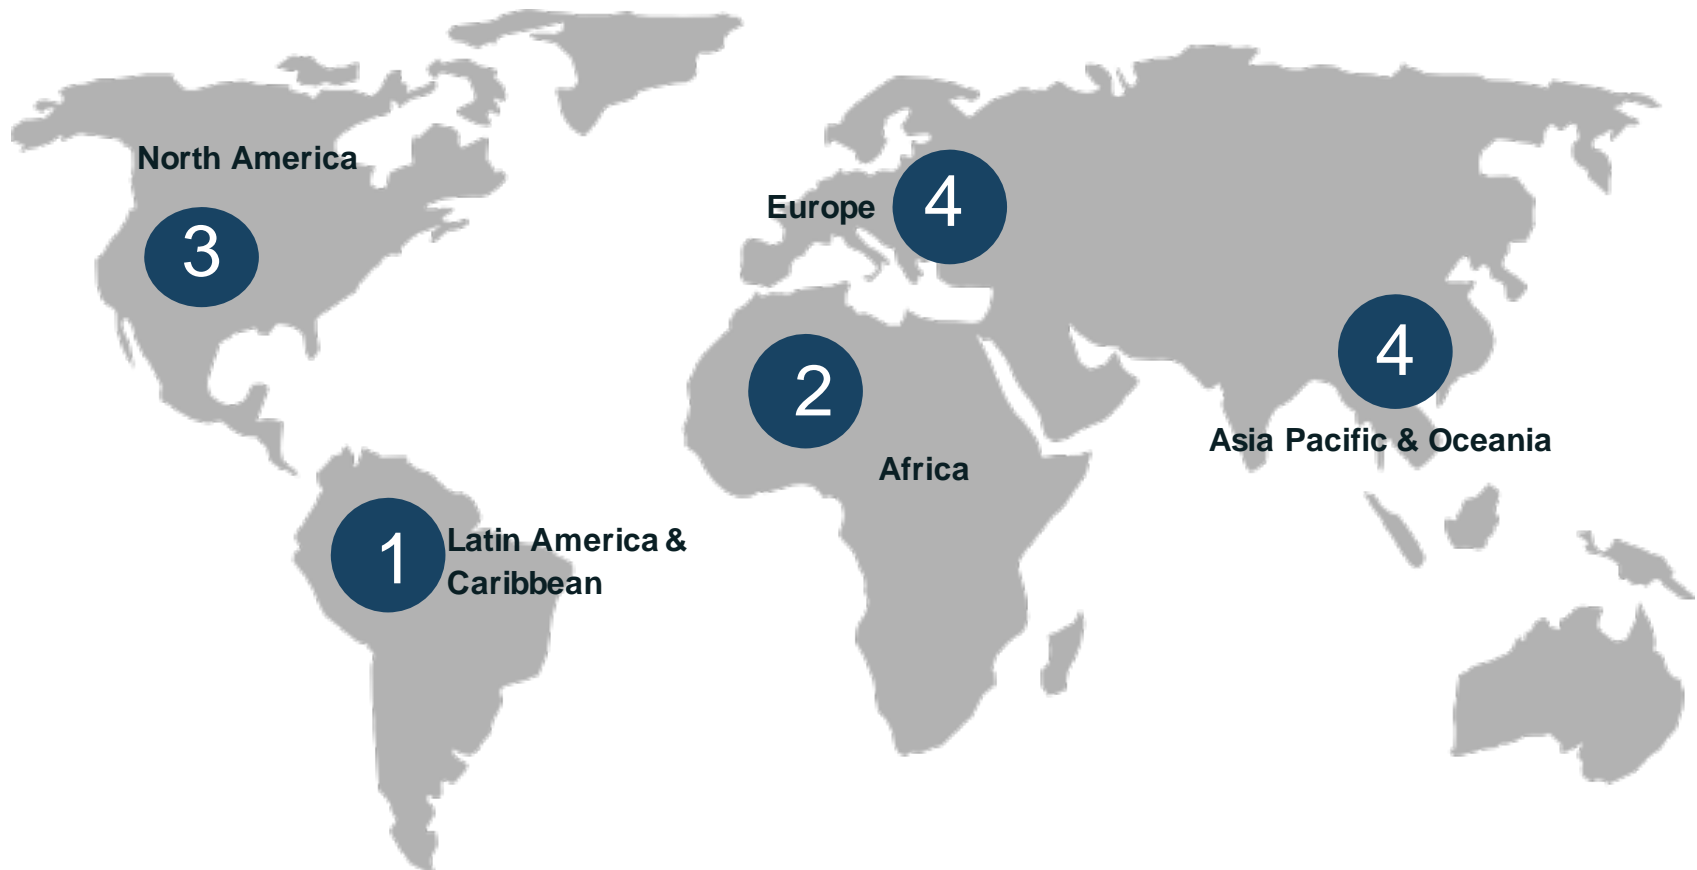 North America
3
Europe
4
4
2
Asia Pacific & Oceania
Africa
1
Latin America &
Caribbean